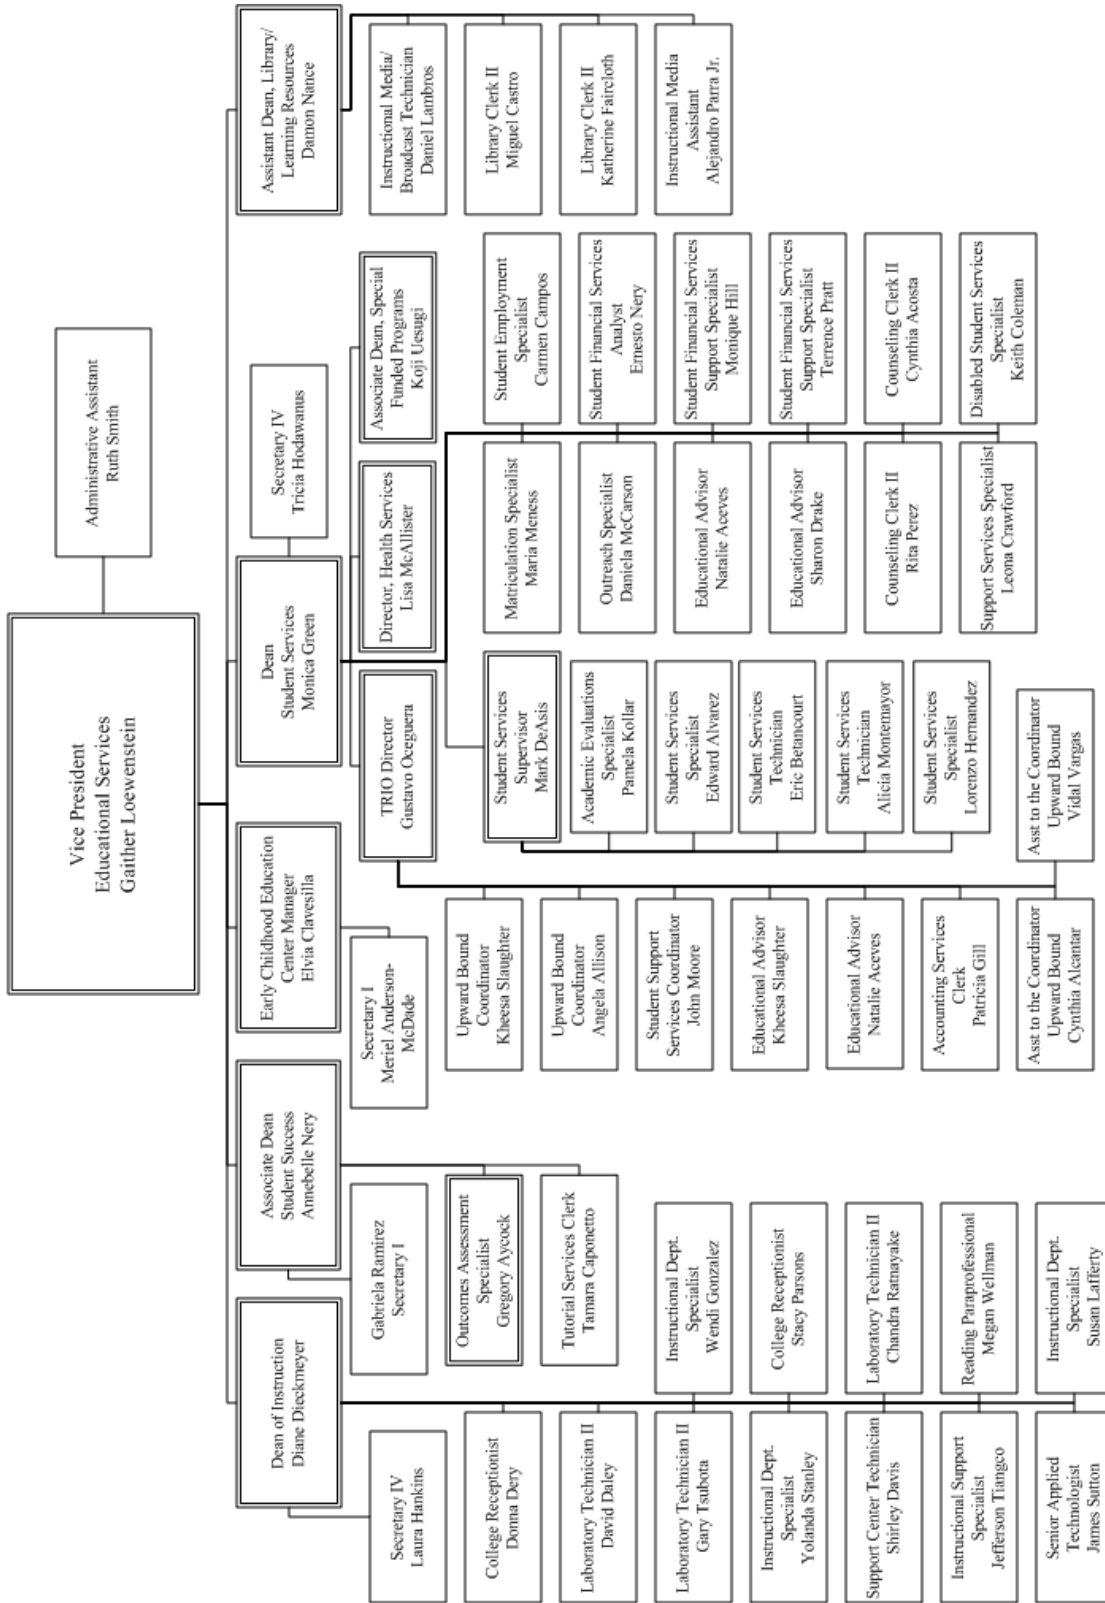 Vice President
Educational Services
Gaither Loewenstein
Administrative Assistant
Ruth Smith
Dean of Instruction
Diane Dieckmeyer
Associate Dean
Student Success
Annebelle Nery
Early Childhood Education
Center Manager
Elvia Clavesilla
Dean
Student Services
Monica Green
Assistant Dean, Library/
Learning Resources
Damon Nance
Secretary IV
Tricia Hodawanus
Secretary IV
Laura Hankins
College Receptionist
Donna Dery
Laboratory Technician II
David Daley
Laboratory Technician II
Gary Tsubota
Instructional Dept.
Specialist
Wendi Gonzalez
Instructional Dept.
Specialist
Yolanda Stanley
College Receptionist
Stacy Parsons
Support Center Technician
Shirley Davis
Laboratory Technician II
Chandra Ratnayake
Instructional Support
Specialist
Jefferson Tiangco
Reading Paraprofessional
Megan Wellman
Senior Applied
Technologist
James Sutton
Instructional Dept.
Specialist
Susan Lafferty
Gabriela Ramirez
Secretary I
Outcomes Assessment
Specialist
Gregory Aycock
Tutorial Services Clerk
Tamara Caponetto
Secretary I
Meriel Anderson-
McDade
TRIO Director
Gustavo Oceguera
Director, Health Services
Lisa McAllister
Associate Dean, Special
Funded Programs
Koji Uesugi
Upward Bound
Coordinator
Kheesa Slaughter
Upward Bound
Coordinator
Angela Allison
Student Support
Services Coordinator
John Moore
Educational Advisor
Kheesa Slaughter
Educational Advisor
Natalie Aceves
Accounting Services
Clerk
Patricia Gill
Asst to the Coordinator
Upward Bound
Cynthia Alcantar
Asst to the Coordinator
Upward Bound
Vidal Vargas
Student Services
Supervisor
Mark DeAsis
Academic Evaluations
Specialist
Pamela Kollar
Student Services
Specialist
Edward Alvarez
Student Services
Technician
Eric Betancourt
Student Services
Technician
Alicia Montemayor
Student Services
Specialist
Lorenzo Hernandez
Matriculation Specialist
Maria Meness
Student Employment
Specialist
Carmen Campos
Outreach Specialist
Daniela McCarson
Student Financial Services
Analyst
Ernesto Nery
Educational Advisor
Natalie Aceves
Student Financial Services
Support Specialist
Monique Hill
Educational Advisor
Sharon Drake
Student Financial Services
Support Specialist
Terrence Pratt
Counseling Clerk II
Rita Perez
Counseling Clerk II
Cynthia Acosta
Support Services Specialist
Leona Crawford
Disabled Student Services
Specialist
Keith Coleman
Instructional Media/
Broadcast Technician
Daniel Lambros
Library Clerk II
Miguel Castro
Library Clerk II
Katherine Faircloth
Instructional Media
Assistant
Alejandro Parra Jr.